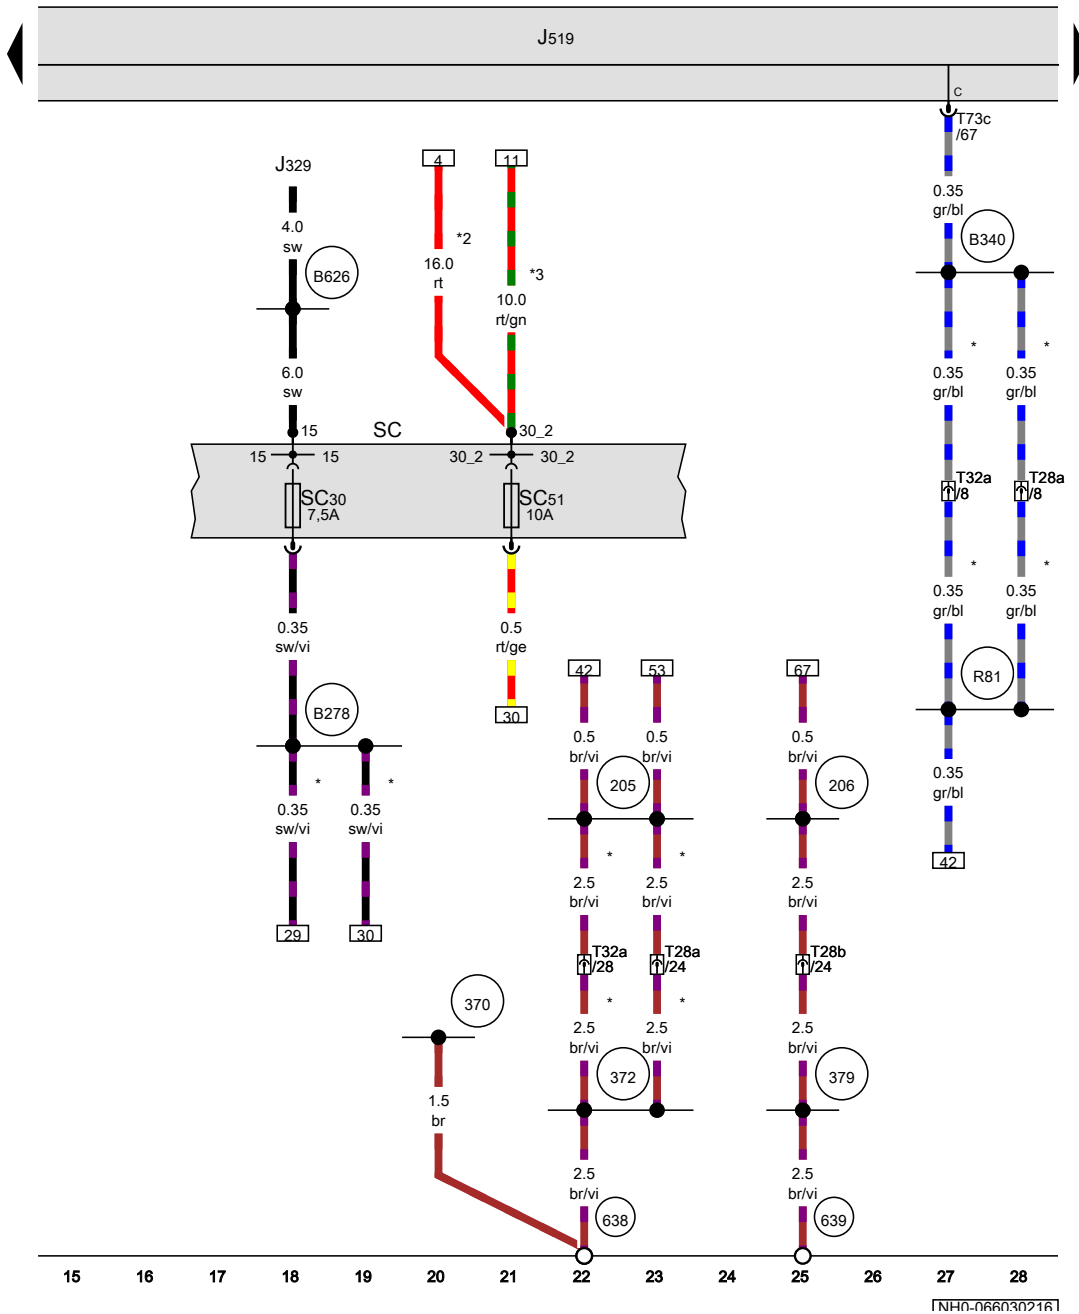 J519
c
T73c
/67
J329
4
11
0.35
gr/bl
4.0
sw
*2
B340
16.0
rt
*3
B626
10.0
rt/gn
*
*
6.0
sw
0.35
gr/bl
0.35
gr/bl
15
SC
30_2
15
15
30_2
30_2
T32a
/8
T28a
/8
SC30
7,5A
SC51
10A
*
*
0.35
gr/bl
0.35
gr/bl
0.35
sw/vi
0.5
rt/ge
42
53
67
R81
B278
30
0.5
br/vi
0.5
br/vi
0.5
br/vi
*
*
205
206
0.35
gr/bl
0.35
sw/vi
0.35
sw/vi
*
*
42
2.5
br/vi
2.5
br/vi
2.5
br/vi
29
30
T32a
/28
T28a
/24
T28b
/24
370
*
*
2.5
br/vi
2.5
br/vi
2.5
br/vi
372
379
1.5
br
2.5
br/vi
2.5
br/vi
638
639
15 16 17 18 19 20 21 22 23 24 25 26 27 28
NH0-066030216